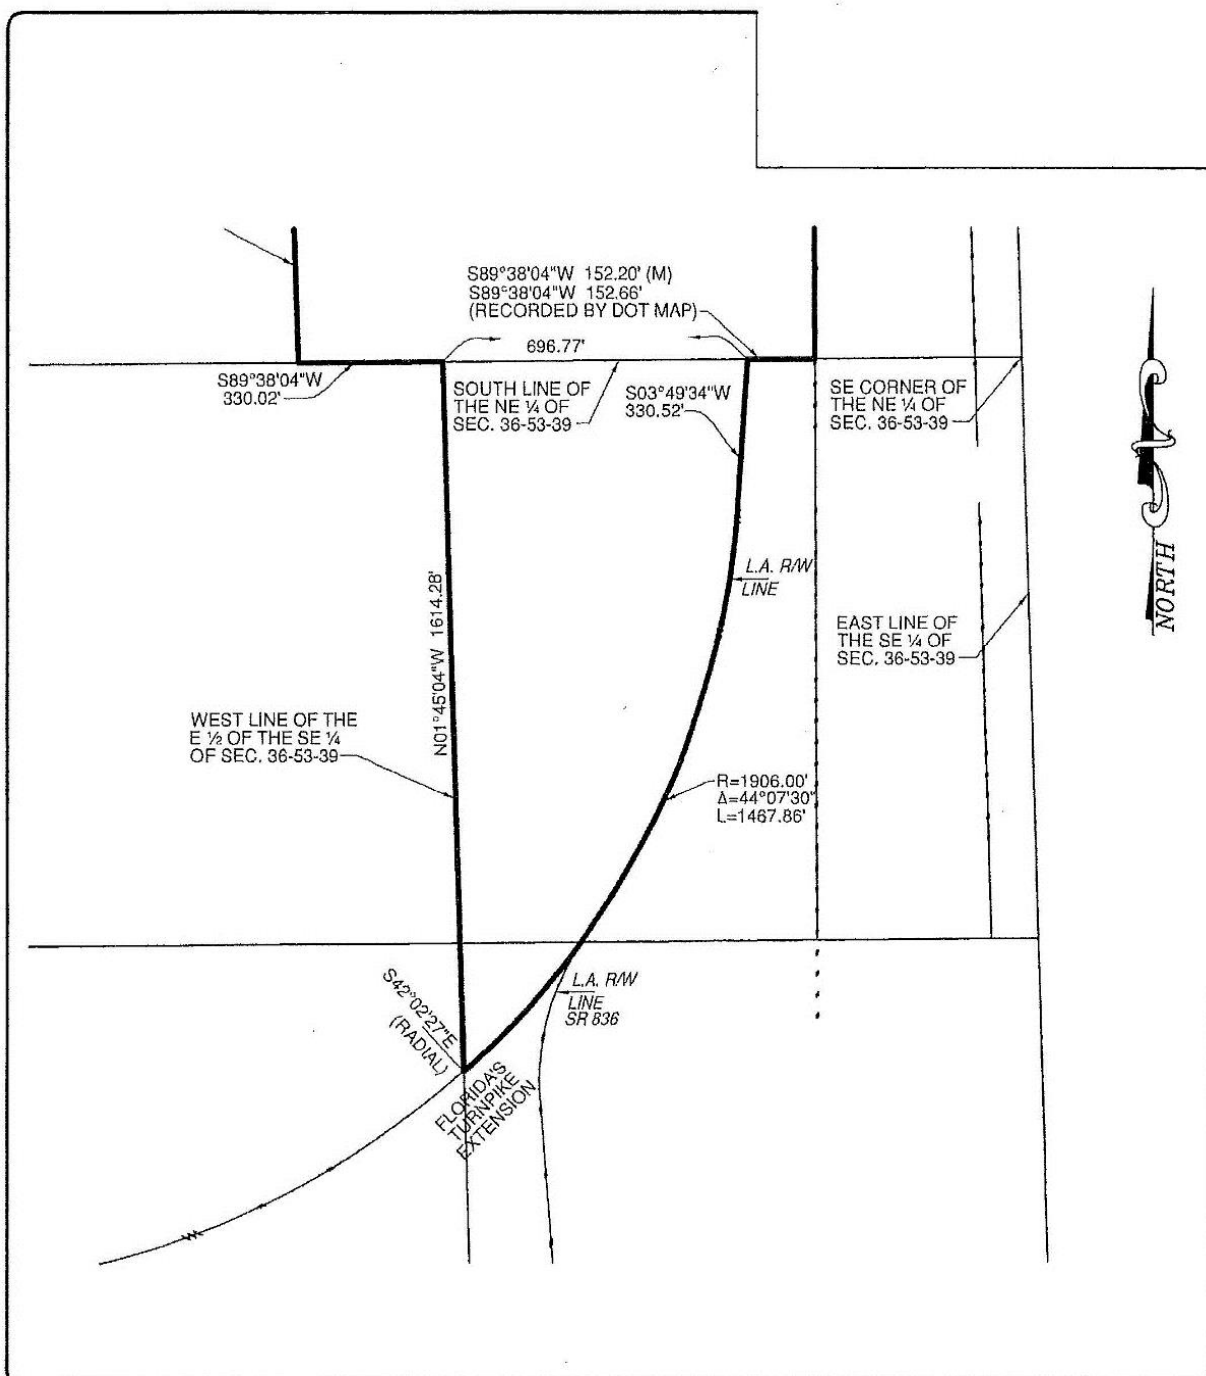 S89°38'04"W 152.20' (M)
S89°38'04"W 152.66'
(RECORDED BY DOT MAP)
696.77'
S89°38'04"W
330.02'
SOUTH LINE OF
THE NE ¼ OF
SEC. 36-53-39
S03°49'34"W
330.52'
SE CORNER OF
THE NE ¼ OF
SEC. 36-53-39
NORTH
L.A. R/W
LINE
N01°45'04"W 1614.28'
EAST LINE OF
THE SE ¼ OF
SEC. 36-53-39
WEST LINE OF THE
E ½ OF THE SE ¼
OF SEC. 36-53-39
R=1906.00'
Δ=44°07'30"
L=1467.86'
L.A. R/W
LINE
SR 836
S42°02'27"E
(RADIAL)
FLORIDA'S
TURNPIKE
EXTENSION